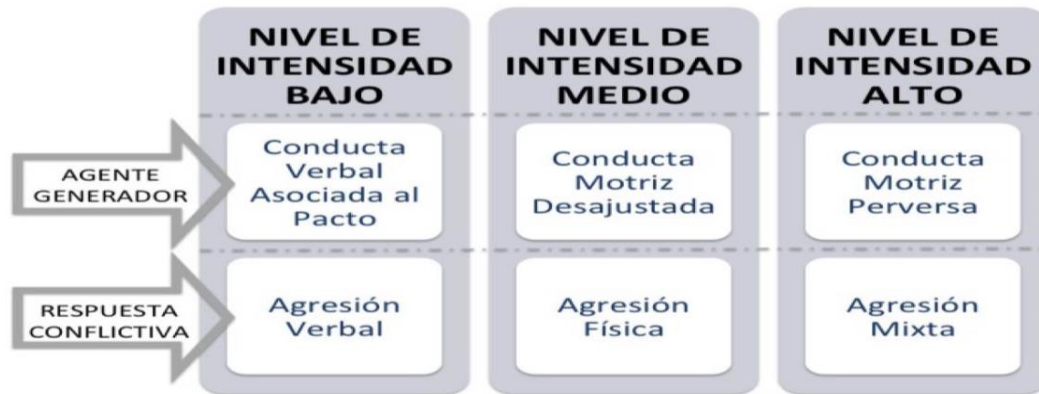 NIVEL DE
INTENSIDAD
BAJO
NIVEL DE
INTENSIDAD
MEDIO
NIVEL DE
INTENSIDAD
ALTO
AGENTE
GENERADOR
Conducta
Verbal
Asociada al
Pacto
Conducta
Motriz
Desajustada
Conducta
Motriz
Perversa
RESPUESTA
CONFLICTIVA
Agresión
Verbal
Agresión
Física
Agresión
Mixta